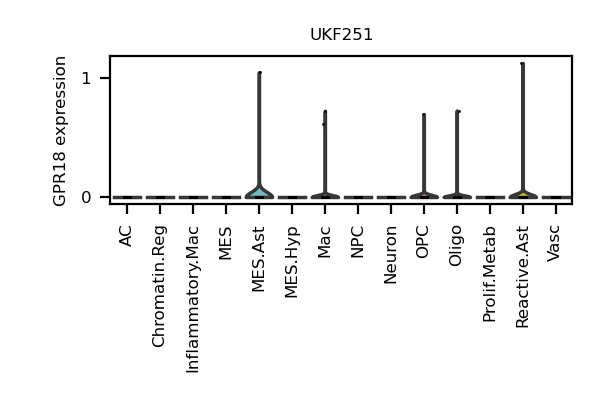 UKF251
GPR18 expression
1
0
AC
Chromatin.Reg
Inflammatory.Mac
MES
MES.Ast
MES.Hyp
Mac
NPC
Neuron
OPC
Oligo
Prolif.Metab
Reactive.Ast
Vasc